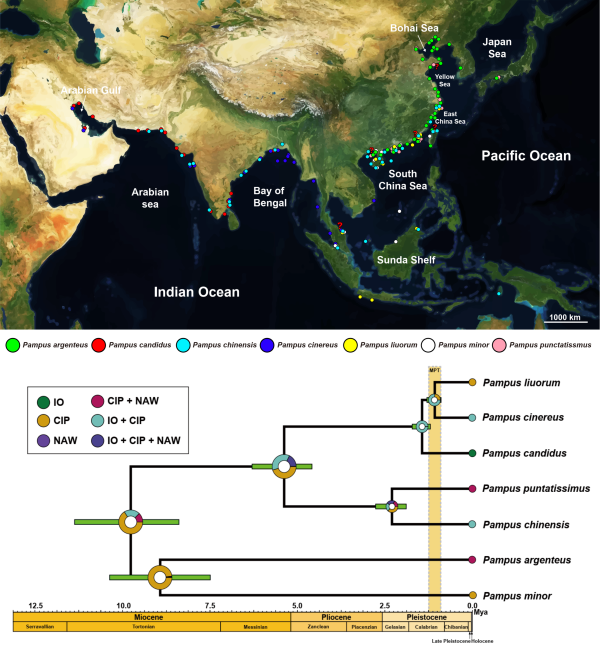 Bohai Sea
Japan
Sea
Arabian Gulf
Yellow
Sea
East
China Sea
Pacific Ocean
South
China Sea
Arabian
sea
Bay of
Bengal
?
?
?
Sunda Shelf
Indian Ocean
1000 km
Pampus argenteus Pampus candidus Pampus chinensis Pampus cinereus Pampus liuorum Pampus minor Pampus punctatissmus
MPT
IO CIP + NAW
CIP IO + CIP
NAW IO + CIP + NAW
Pampus liuorum
Pampus cinereus
Pampus candidus
Pampus puntatissimus
Pampus chinensis
Pampus argenteus
Pampus minor
12.5 10.0 7.5 5.0 2.5 0.0
Mya
Miocene Pliocene Pleistocene
Serravallian Tortonian Messinian Zanclean Piacenzian Gelasian Calabrian Chibanian
Late Pleistocene-Holocene